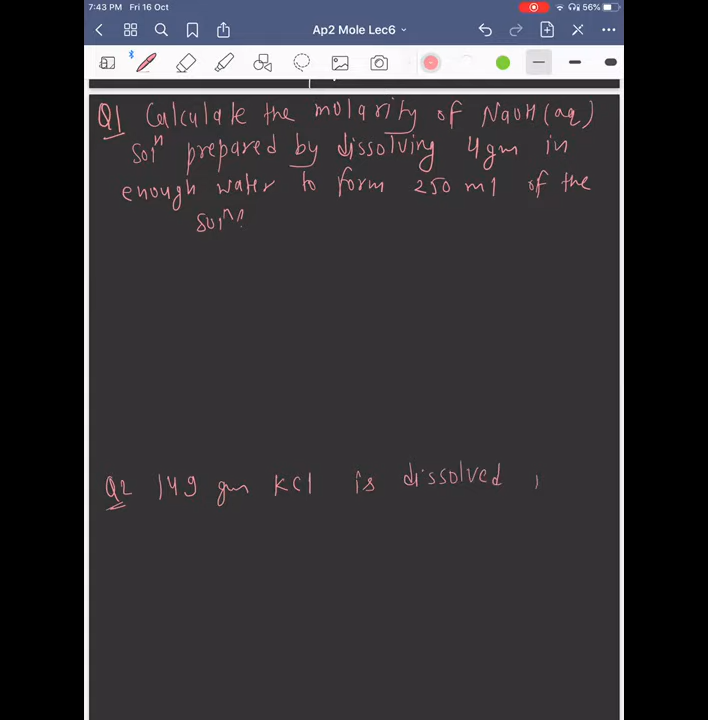 7:43 PM Fri 16 Oct
56%
Ap2 Mole Lec6
Q1 Calculate the molarity of NaOH(aq)
solⁿ prepared by dissolving 4gm in
enough water to form 250 ml of the
solⁿ?
Q2 149 gm KCl is dissolved